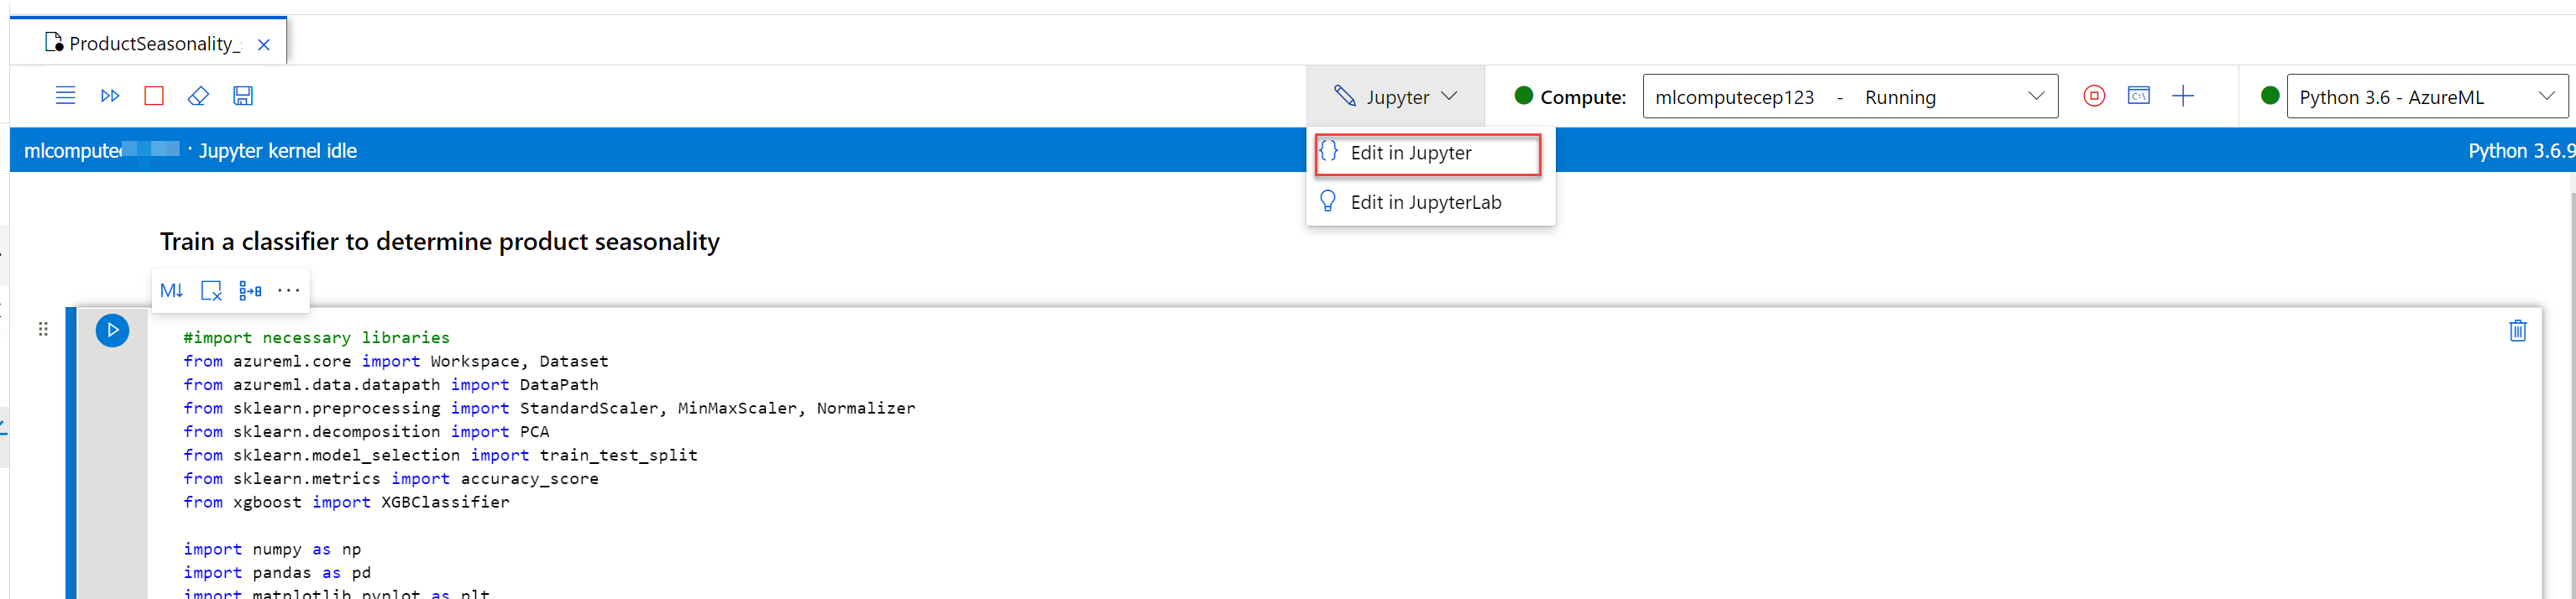 ProductSeasonality_
Jupyter
Compute:
mlcomputecep123 - Running
Python 3.6 - AzureML
mlcompute
· Jupyter kernel idle
Python 3.6.9
{} Edit in Jupyter
Edit in JupyterLab
Train a classifier to determine product seasonality
M↓
···
#import necessary libraries
from azureml.core import Workspace, Dataset
from azureml.data.datapath import DataPath
from sklearn.preprocessing import StandardScaler, MinMaxScaler, Normalizer
from sklearn.decomposition import PCA
from sklearn.model_selection import train_test_split
from sklearn.metrics import accuracy_score
from xgboost import XGBClassifier
import numpy as np
import pandas as pd
import matplotlib.pyplot as plt